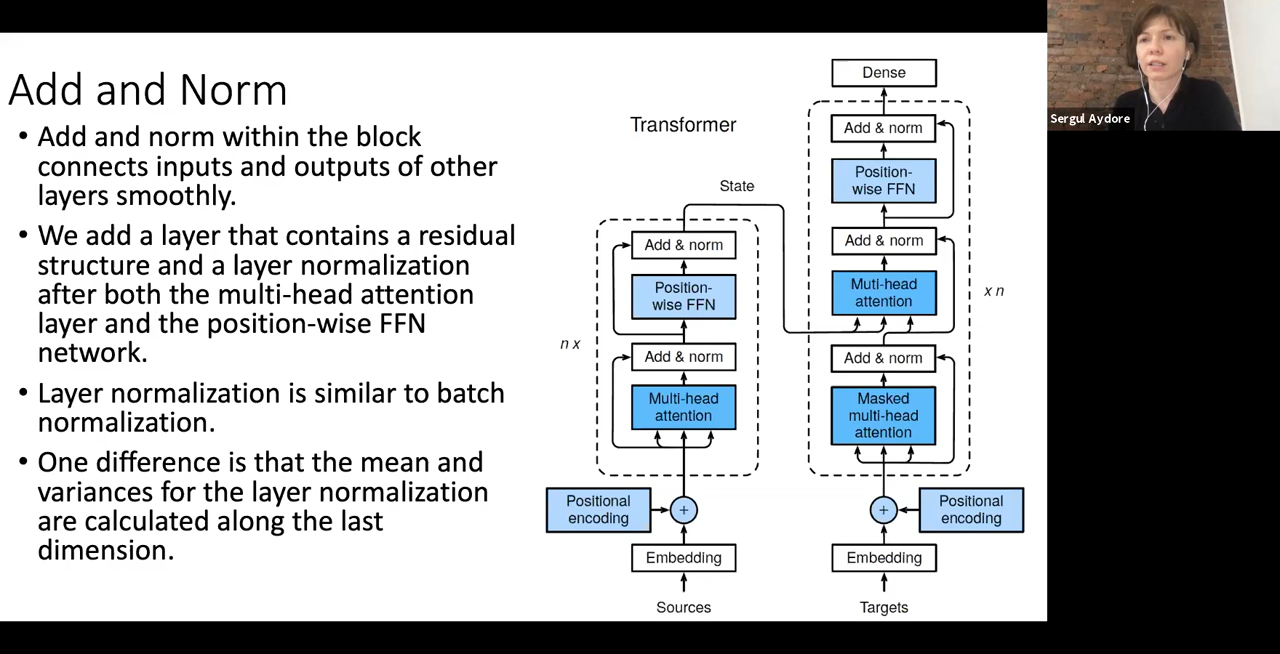 Add and Norm
• Add and norm within the block
connects inputs and outputs of other
layers smoothly.
• We add a layer that contains a residual
structure and a layer normalization
after both the multi-head attention
layer and the position-wise FFN
network.
• Layer normalization is similar to batch
normalization.
• One difference is that the mean and
variances for the layer normalization
are calculated along the last
dimension.
Transformer
State
n x
Add & norm
Position-
wise FFN
Add & norm
Multi-head
attention
Positional
encoding
+
Embedding
Sources
Dense
Add & norm
Position-
wise FFN
Add & norm
Muti-head
attention
x n
Add & norm
Masked
multi-head
attention
+
Positional
encoding
Embedding
Targets
Sergul Aydore